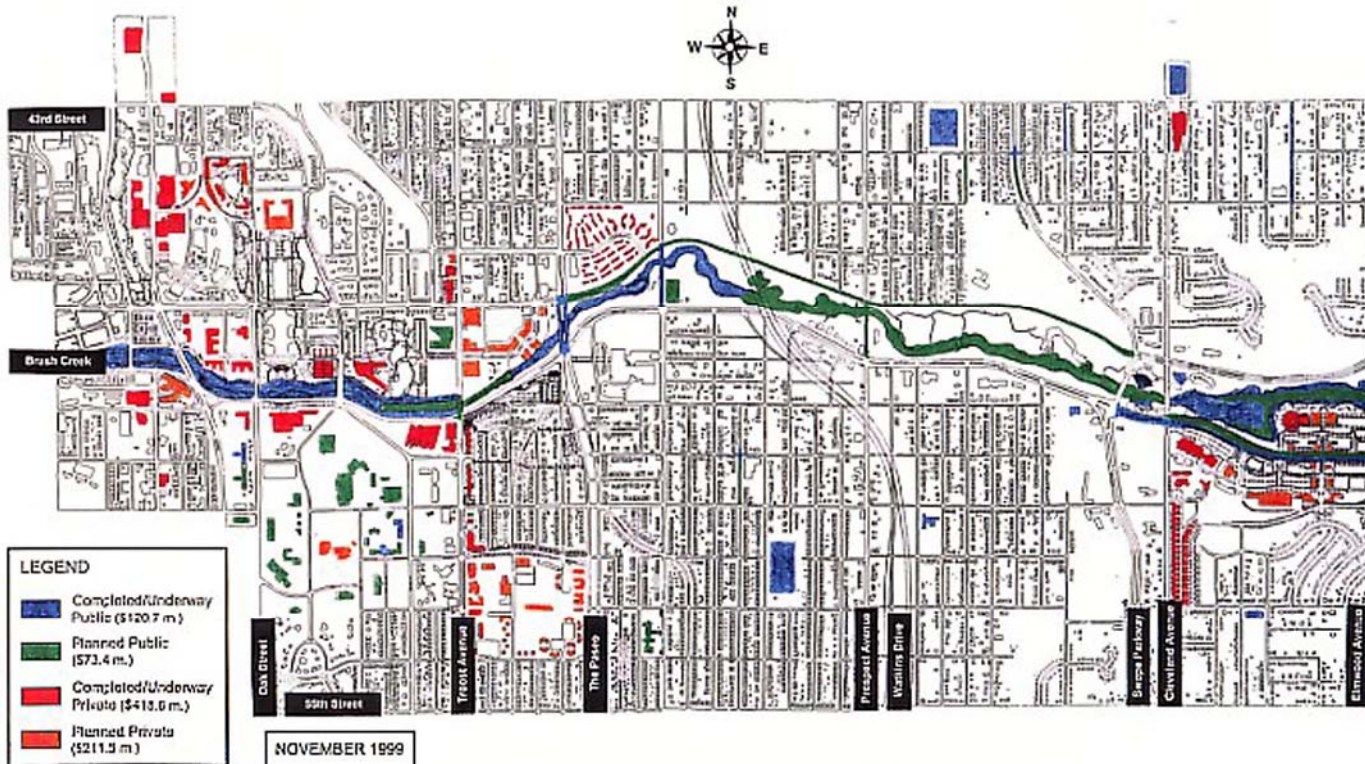 N
W E
S
43rd Street
Brush Creek
LEGEND
Completed/Underway
Public ($120.7 m.)
Planned Public
($73.4 m.)
Completed/Underway
Private ($418.6 m.)
Planned Private
($211.5 m.)
Oak Street
55th Street
Troost Avenue
The Paseo
Prospect Avenue
Watkins Drive
Swope Parkway
Cleveland Avenue
Elmwood Avenue
NOVEMBER 1999